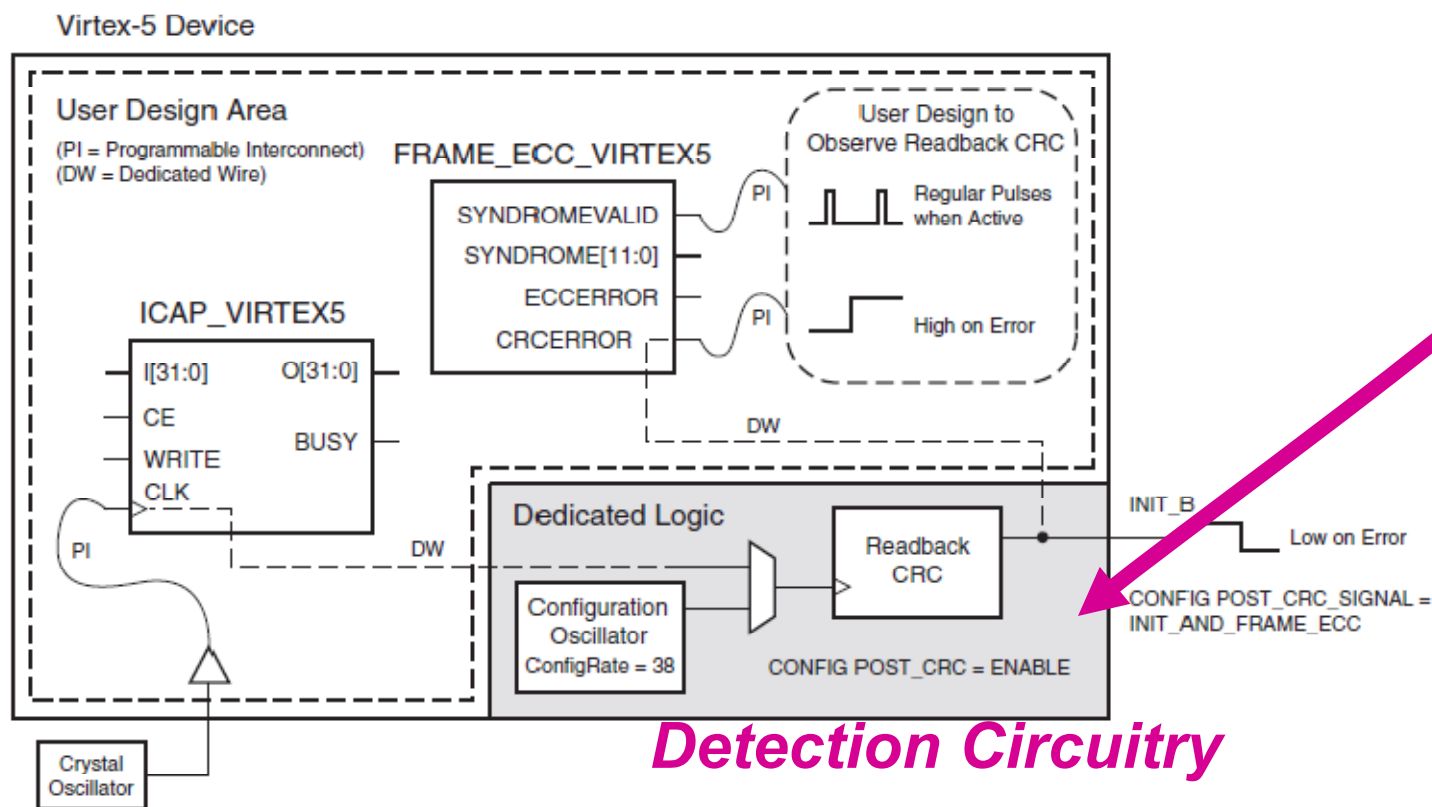 Virtex-5 Device
User Design Area
(PI = Programmable Interconnect)
(DW = Dedicated Wire)
FRAME_ECC_VIRTEX5
SYNDROMEVALID
SYNDROME[11:0]
ECCERROR
CRCERROR
PI
PI
User Design to
Observe Readback CRC
Regular Pulses
when Active
High on Error
ICAP_VIRTEX5
I[31:0]
O[31:0]
CE
BUSY
WRITE
CLK
PI
DW
DW
Dedicated Logic
Configuration
Oscillator
ConfigRate = 38
Readback
CRC
CONFIG POST_CRC = ENABLE
INIT_B
Low on Error
CONFIG POST_CRC_SIGNAL =
INIT_AND_FRAME_ECC
Detection Circuitry
Crystal
Oscillator